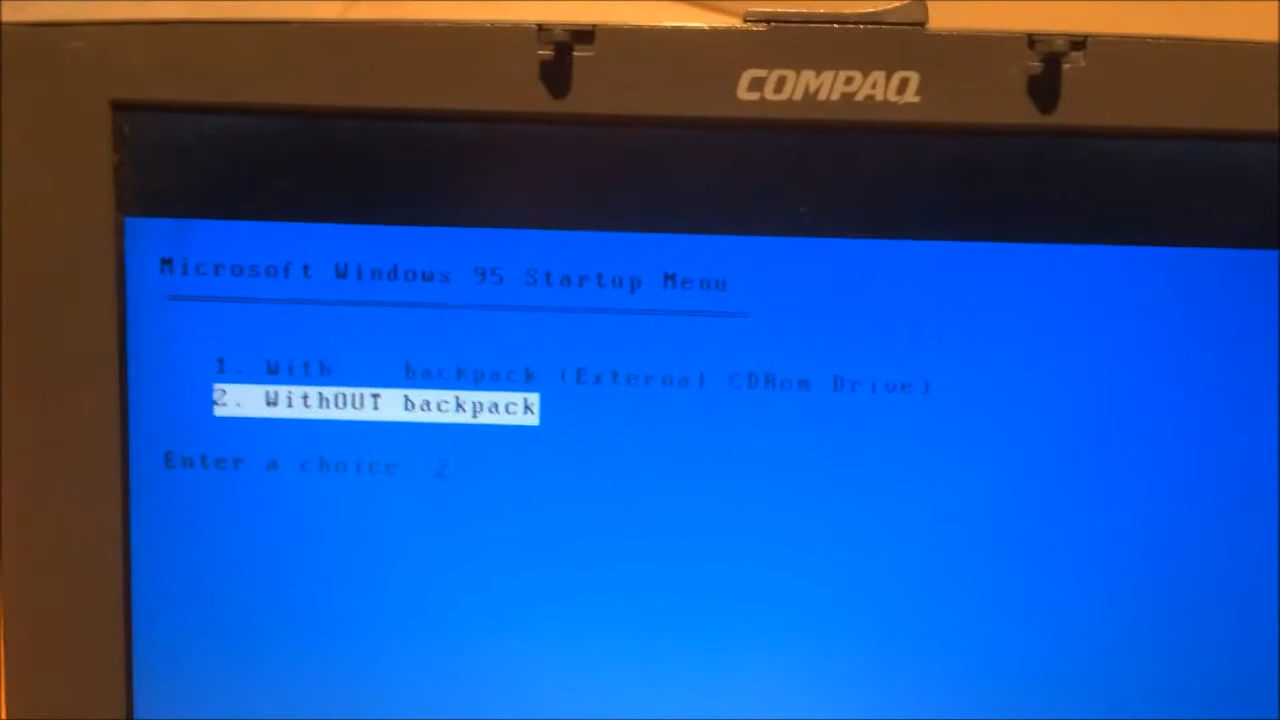 COMPAQ
Microsoft Windows 95 Startup Menu
1. With backpack (External CDRom Drive)
2. WithOUT backpack
Enter a choice 2